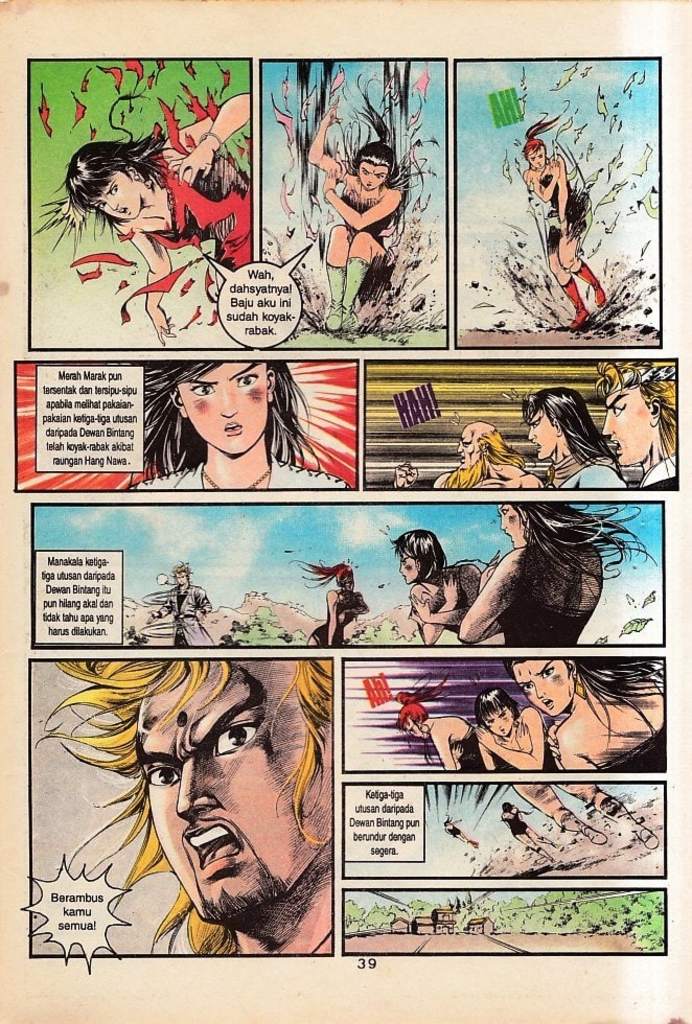 AH!
Wah,
dahsyatnya!
Baju aku ini
sudah koyak-
rabak.
Merah Marak pun
tersentak dan tersipu-sipu
apabila melihat pakaian-
pakaian ketiga-tiga utusan
daripada Dewan Bintang
telah koyak-rabak akibat
raungan Hang Nawa.
HAH!
Manakala ketiga-
tiga utusan daripada
Dewan Bintang itu
pun hilang akal dan
tidak tahu apa yang
harus dilakukan.
Berambus
kamu
semua!
Ah!
Ketiga-tiga
utusan daripada
Dewan Bintang pun
berundur dengan
segera.
39